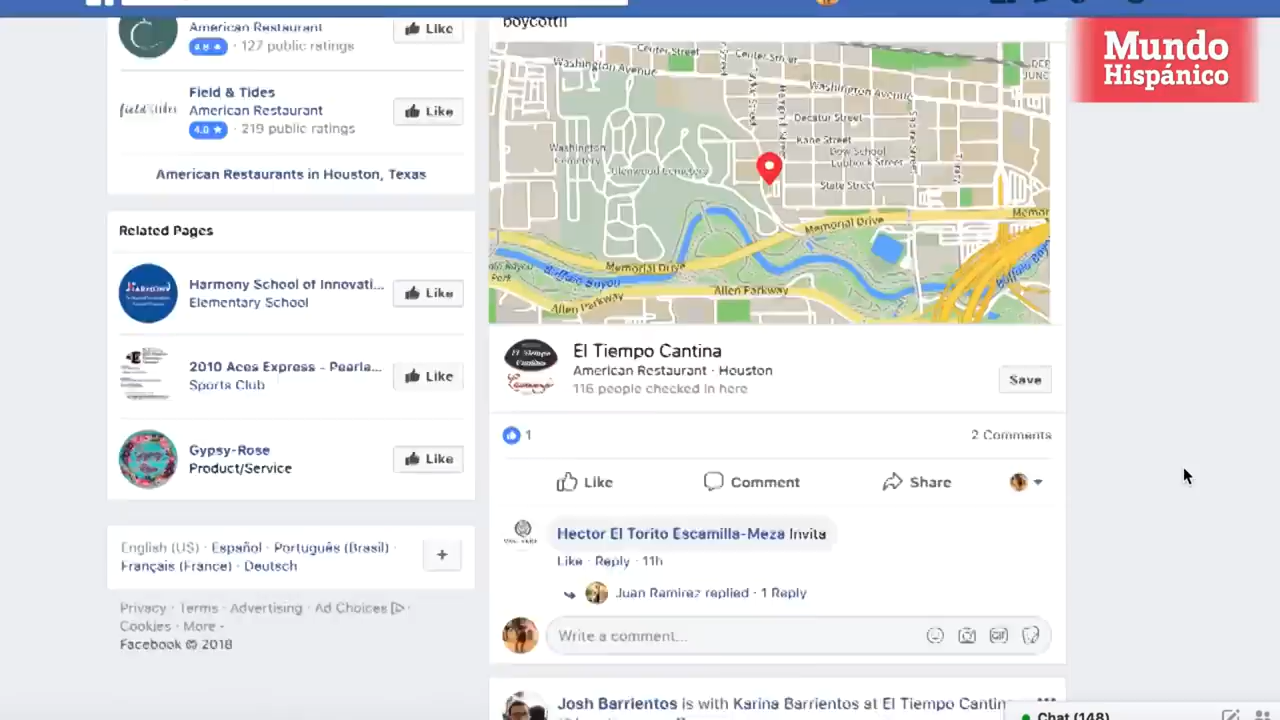 American Restaurant
4.8 ★ · 127 public ratings
Like
Field & Tides
American Restaurant
4.0 ★ · 219 public ratings
Like
American Restaurants in Houston, Texas
Related Pages
Harmony School of Innovati...
Elementary School
Like
2010 Aces Express - Pearla...
Sports Club
Like
Gypsy-Rose
Product/Service
Like
English (US) · Español · Português (Brasil) ·
Français (France) · Deutsch
Privacy · Terms · Advertising · Ad Choices ·
Cookies · More ·
Facebook © 2018
Center Street
Center Street
Washington Avenue
Washington Avenue
Decatur Street
Kane Street
Dow School
Lubbock Street
State Street
Washington
Cemetery
Glenwood Cemetery
Memorial Drive
Memorial Drive
Buffalo Bayou
Buffalo Bayou
Allen Parkway
Allen Parkway
El Tiempo Cantina
American Restaurant · Houston
116 people checked in here
Save
1
2 Comments
Like
Comment
Share
Hector El Torito Escamilla-Meza Invita
Like · Reply · 11h
Juan Ramirez replied · 1 Reply
Write a comment...
GIF
Josh Barrientos is with Karina Barrientos at El Tiempo Cantin
Chat (148)
Mundo
Hispánico